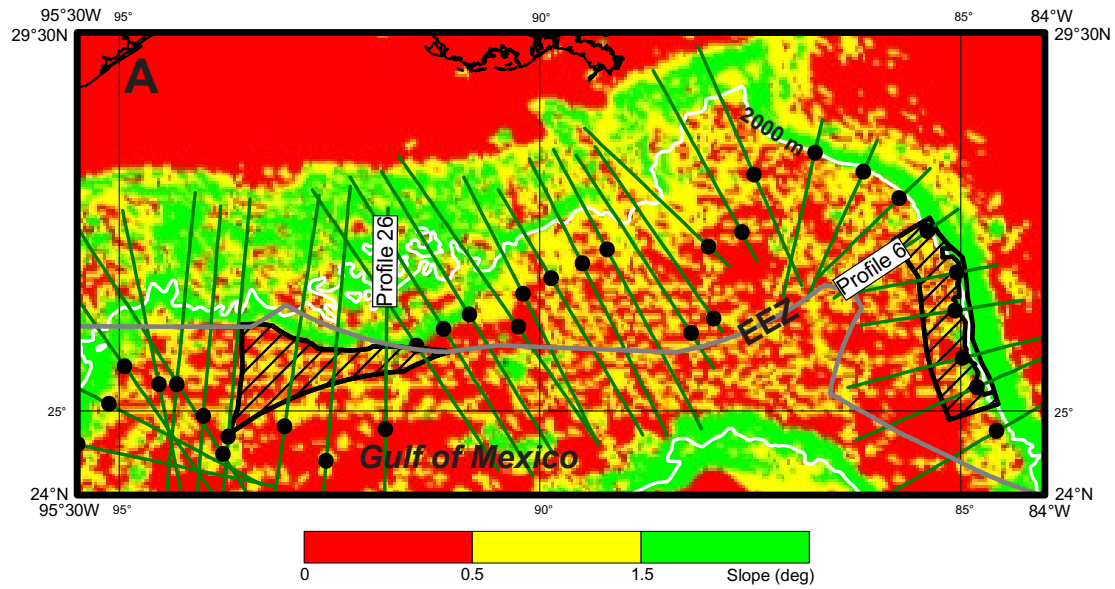 95°30W 95° 90° 85° 84°W
29°30N 29°30N
A
2000 m
Profile 26
Profile 6
EEZ
25° 25°
Gulf of Mexico
24°N 24°N
95°30W 95° 90° 85° 84°W
0 0.5 1.5 Slope (deg)